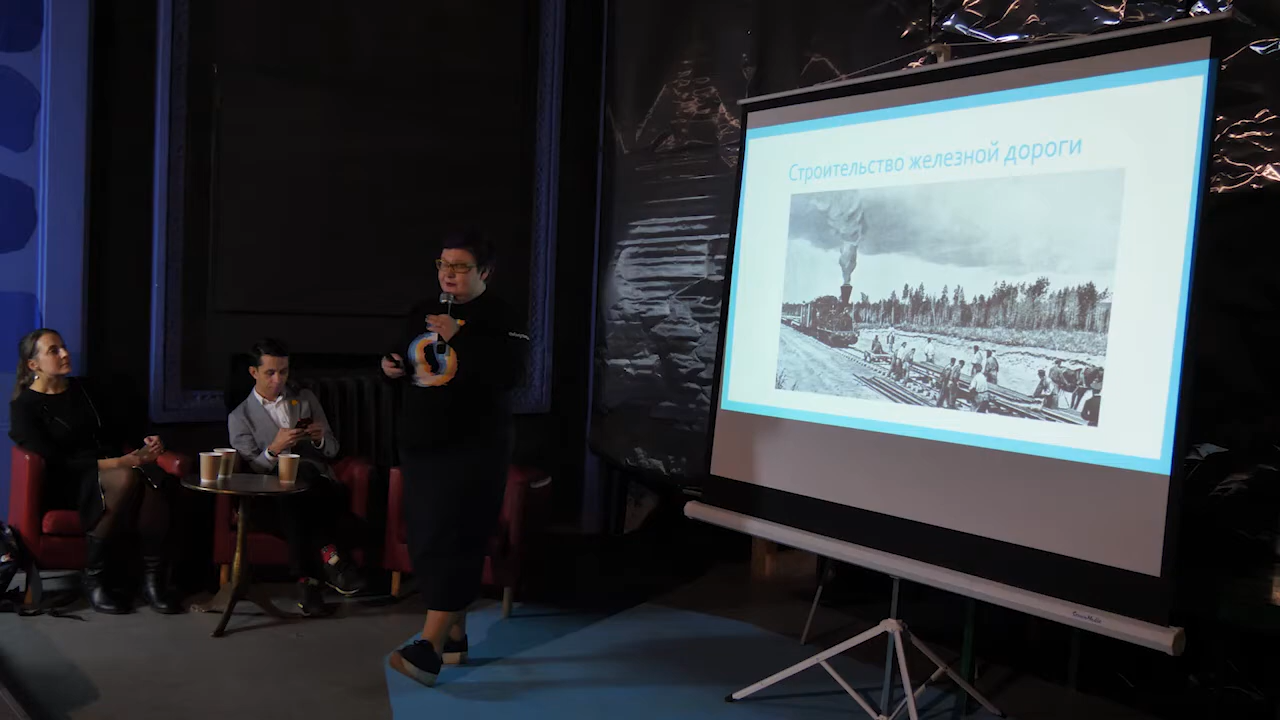 Строительство железной дороги